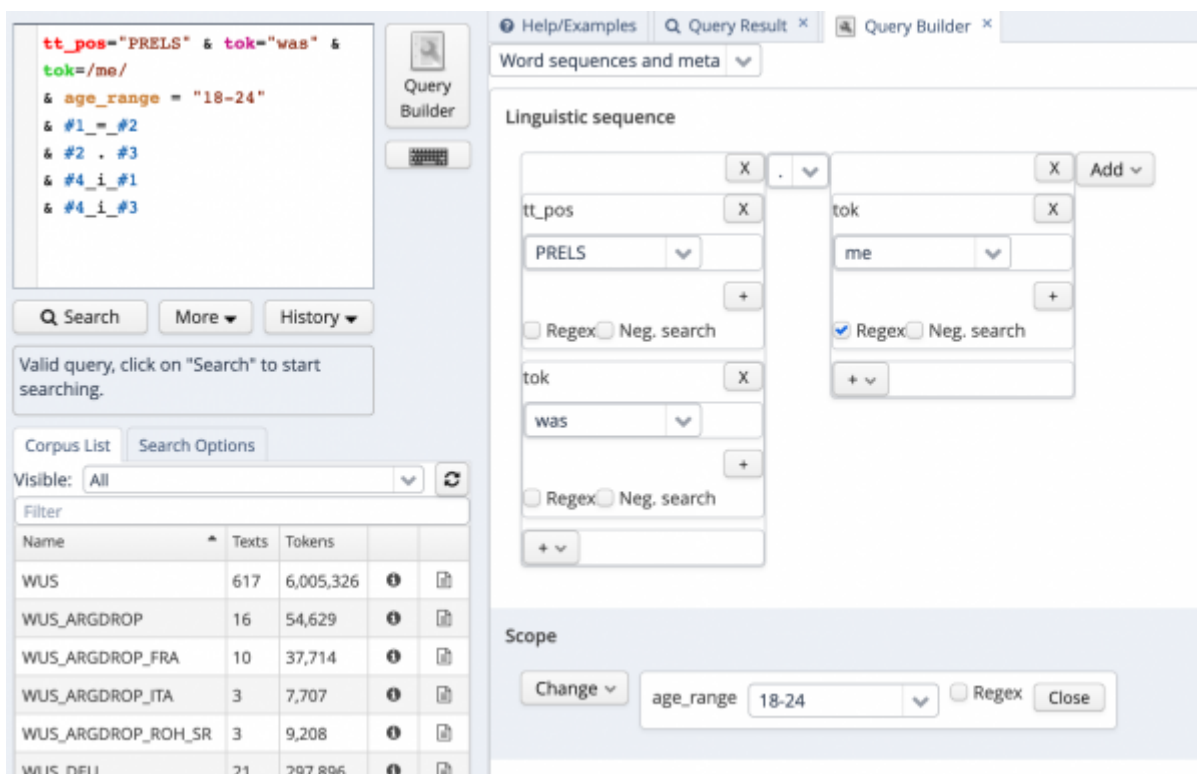 tt_pos="PRELS" & tok="was" &
tok=/me/
& age_range = "18-24"
& #1_=_#2
& #2 . #3
& #4_i_#1
& #4_i_#3
Query
Builder
Search
More
History
Valid query, click on "Search" to start
searching.
Corpus List Search Options
Visible: All
Filter
Name Texts Tokens
WUS 617 6,005,326
WUS_ARGDROP 16 54,629
WUS_ARGDROP_FRA 10 37,714
WUS_ARGDROP_ITA 3 7,707
WUS_ARGDROP_ROH_SR 3 9,208
21 297,896
Help/Examples Query Result × Query Builder ×
Word sequences and meta
Linguistic sequence
X . X Add
tt_pos X
PRELS
+
Regex Neg. search
tok X
was
+
Regex Neg. search
+
tok X
me
+
Regex Neg. search
+
Scope
Change age_range 18-24 Regex Close